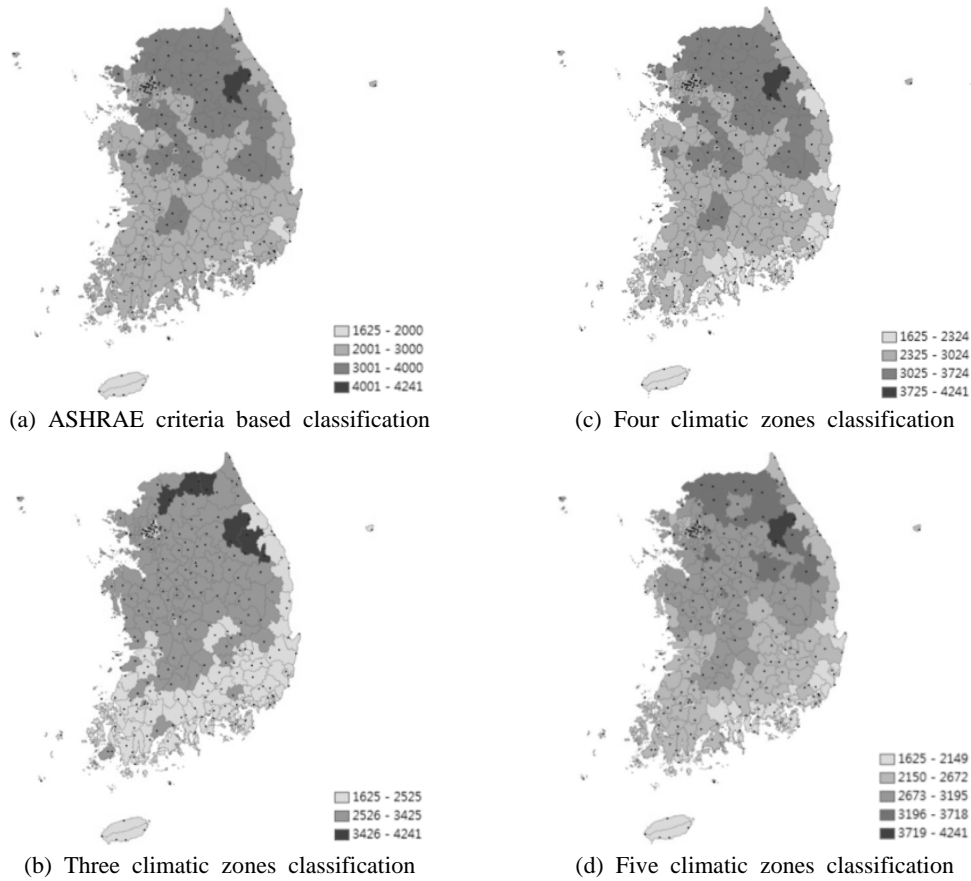 1625 - 2000
2001 - 3000
3001 - 4000
4001 - 4241
(a) ASHRAE criteria based classification
1625 - 2324
2325 - 3024
3025 - 3724
3725 - 4241
(c) Four climatic zones classification
1625 - 2525
2526 - 3425
3426 - 4241
(b) Three climatic zones classification
1625 - 2149
2150 - 2672
2673 - 3195
3196 - 3718
3719 - 4241
(d) Five climatic zones classification